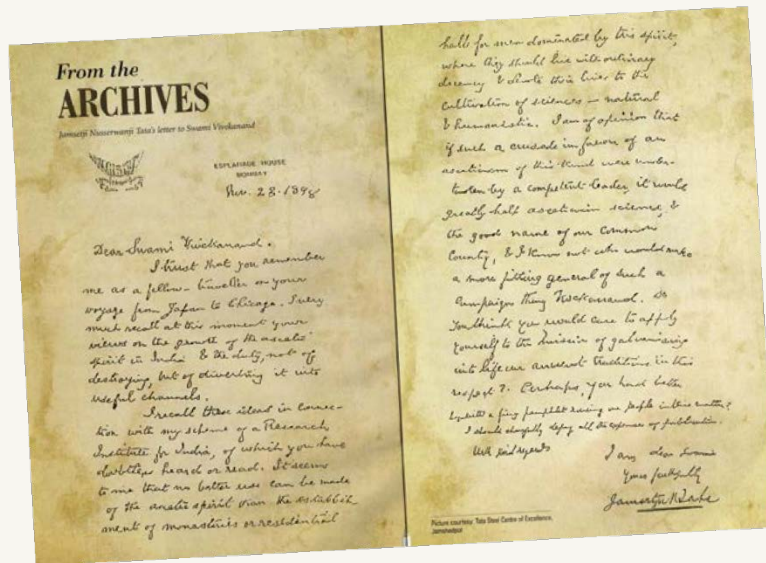 From the
ARCHIVES
Jamsetji Nusserwanji Tata's letter to Swami Vivekanand
ESPLANADE HOUSE
BOMBAY
Nov. 23. 1898
Dear Swami Vivekanand.
I trust that you remember
me as a fellow-traveller on your
voyage from Japan to Chicago. I very
much recall at this moment your
views on the growth of the ascetic
spirit in India & the duty, not of
destroying, but of diverting it into
useful channels.
I recall these ideas in connec-
tion with my scheme of a Research
Institute for India, of which you have
doubtless heard or read. It seems
to me that no better use can be made
of the ascetic spirit than the establish
ment of monasteries or residential
halls for men dominated by this spirit,
where they should live with ordinary
decency & devote their lives to the
cultivation of sciences – natural
& humanistic. I am of opinion that
if such a crusade in favour of an
asceticism of this kind were under-
taken by a competent leader, it would
greatly help asceticism, science, &
the good name of our common
country, & I know not who would make
a more fitting general of such a
campaign than Vivekanand. Do
you think you would care to apply
yourself to the mission of galvanising
into life our ancient traditions in this
respect? Perhaps, you had better
begin with a fiery pamphlet rousing our people in this matter?
I should cheerfully defray all the expenses of publication.
With kind regards
I am, dear Swami
Yours faithfully
Jamsetji N Tata
Picture courtesy: Tata Steel Centre of Excellence,
Jamshedpur